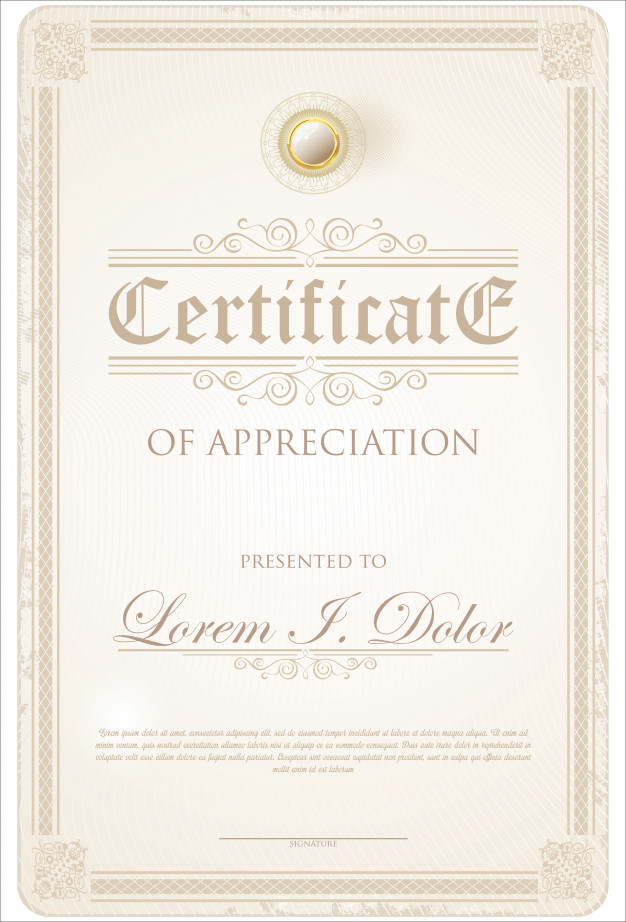 CertificatE
OF APPRECIATION
PRESENTED TO
Lorem I. Dolor
Lorem ipsum dolor sit amet, consectetur adipisicing elit, sed do eiusmod tempor incididunt ut labore et dolore magna aliqua. Ut enim ad
minim veniam, quis nostrud exercitation ullamco laboris nisi ut aliquip ex ea commodo consequat. Duis aute irure dolor in reprehenderit in
voluptate velit esse cillum dolore eu fugiat nulla pariatur. Excepteur sint occaecat cupidatat non proident, sunt in culpa qui officia deserunt
mollit anim id est laborum
SIGNATURE